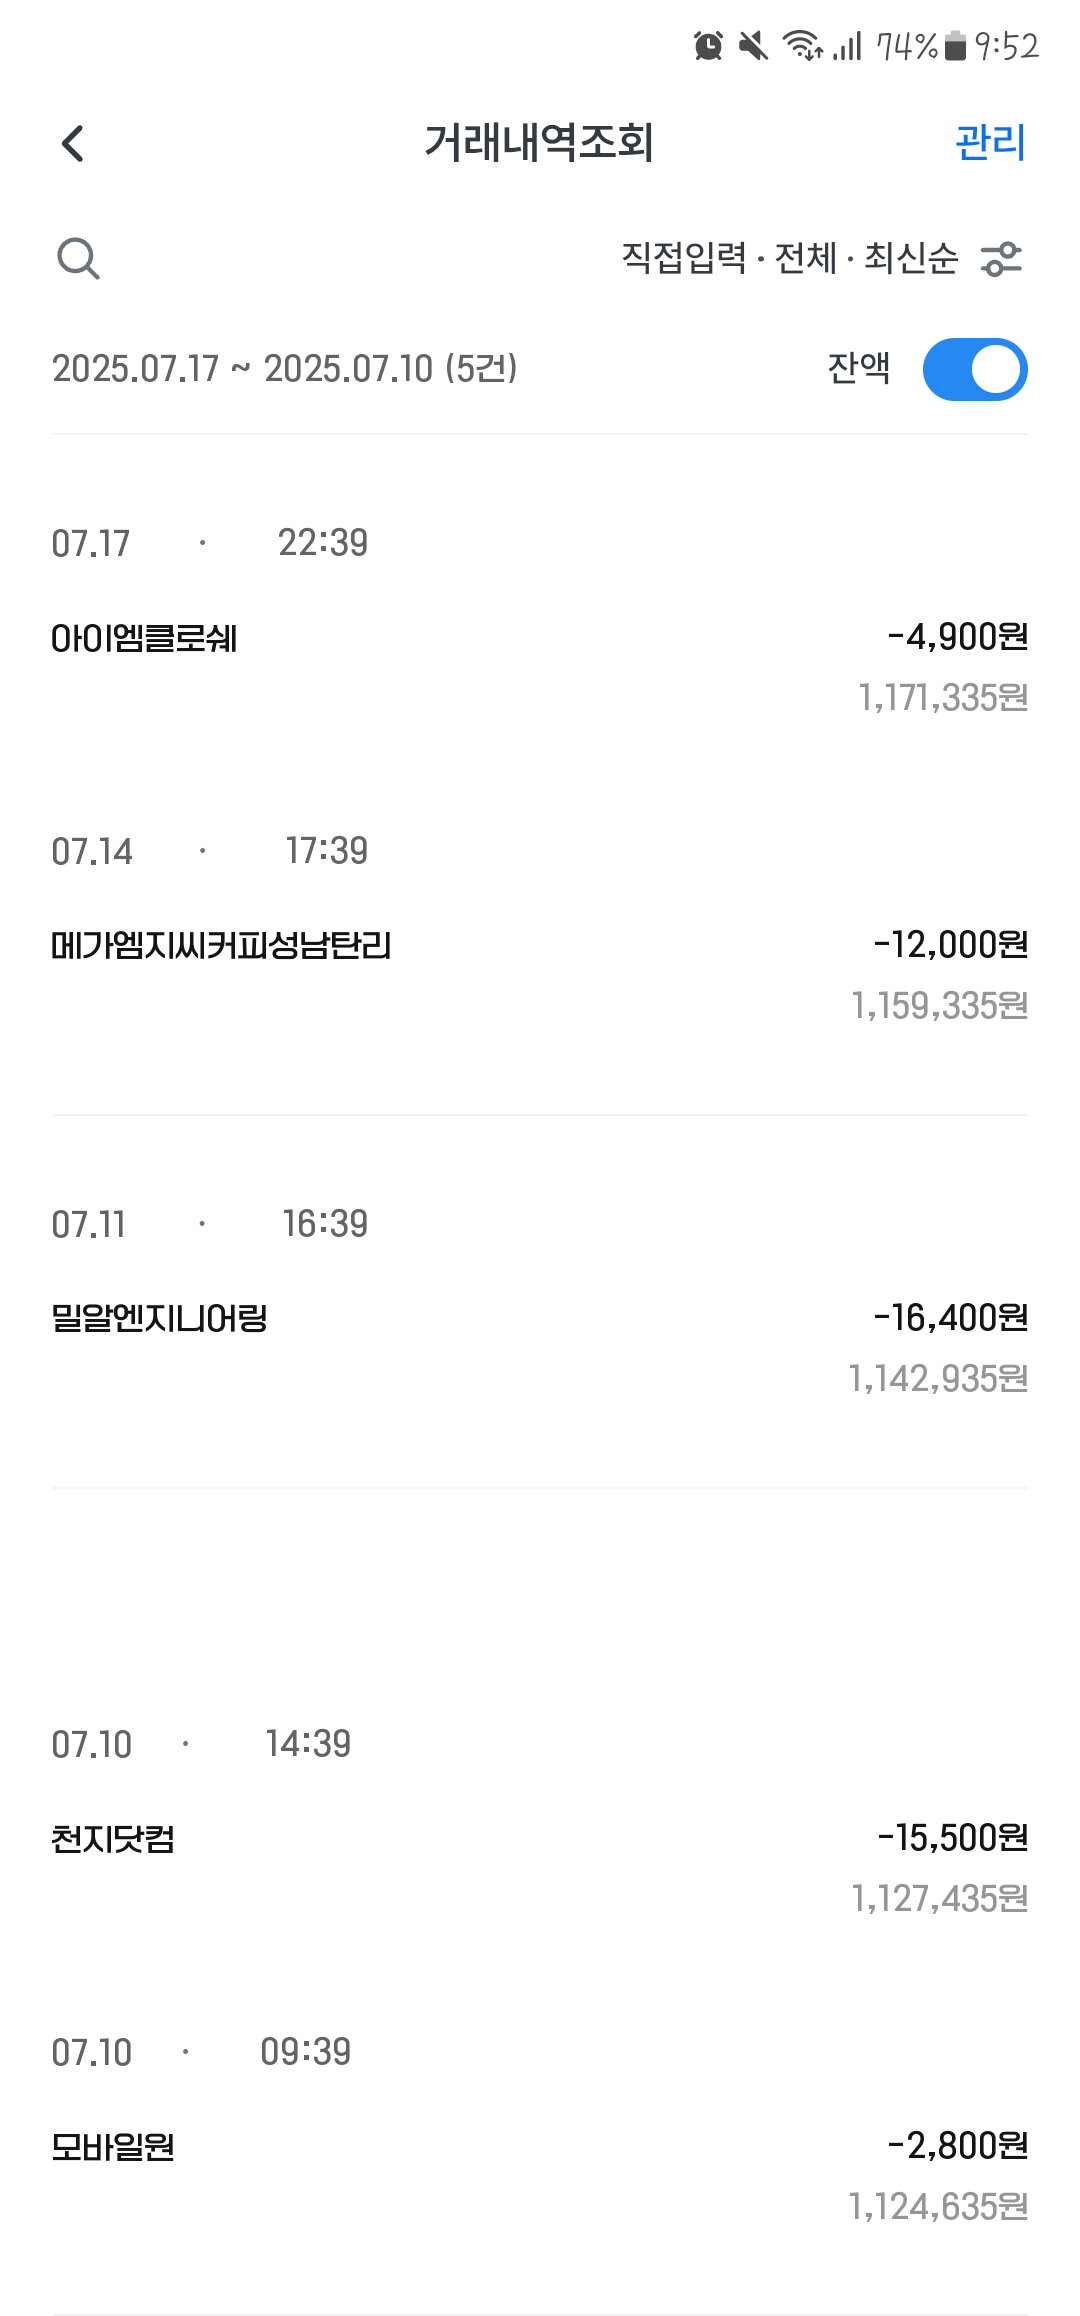 74% 9:52
거래내역조회 관리
직접입력 · 전체 · 최신순
2025.07.17 ~ 2025.07.10 (5건) 잔액
07.17 · 22:39
아이엠클로쉐 -4,900원
1,171,335원
07.14 · 17:39
메가엠지씨커피성남탄리 -12,000원
1,159,335원
07.11 · 16:39
밀알엔지니어링 -16,400원
1,142,935원
07.10 · 14:39
천지닷컴 -15,500원
1,127,435원
07.10 · 09:39
모바일원 -2,800원
1,124,635원